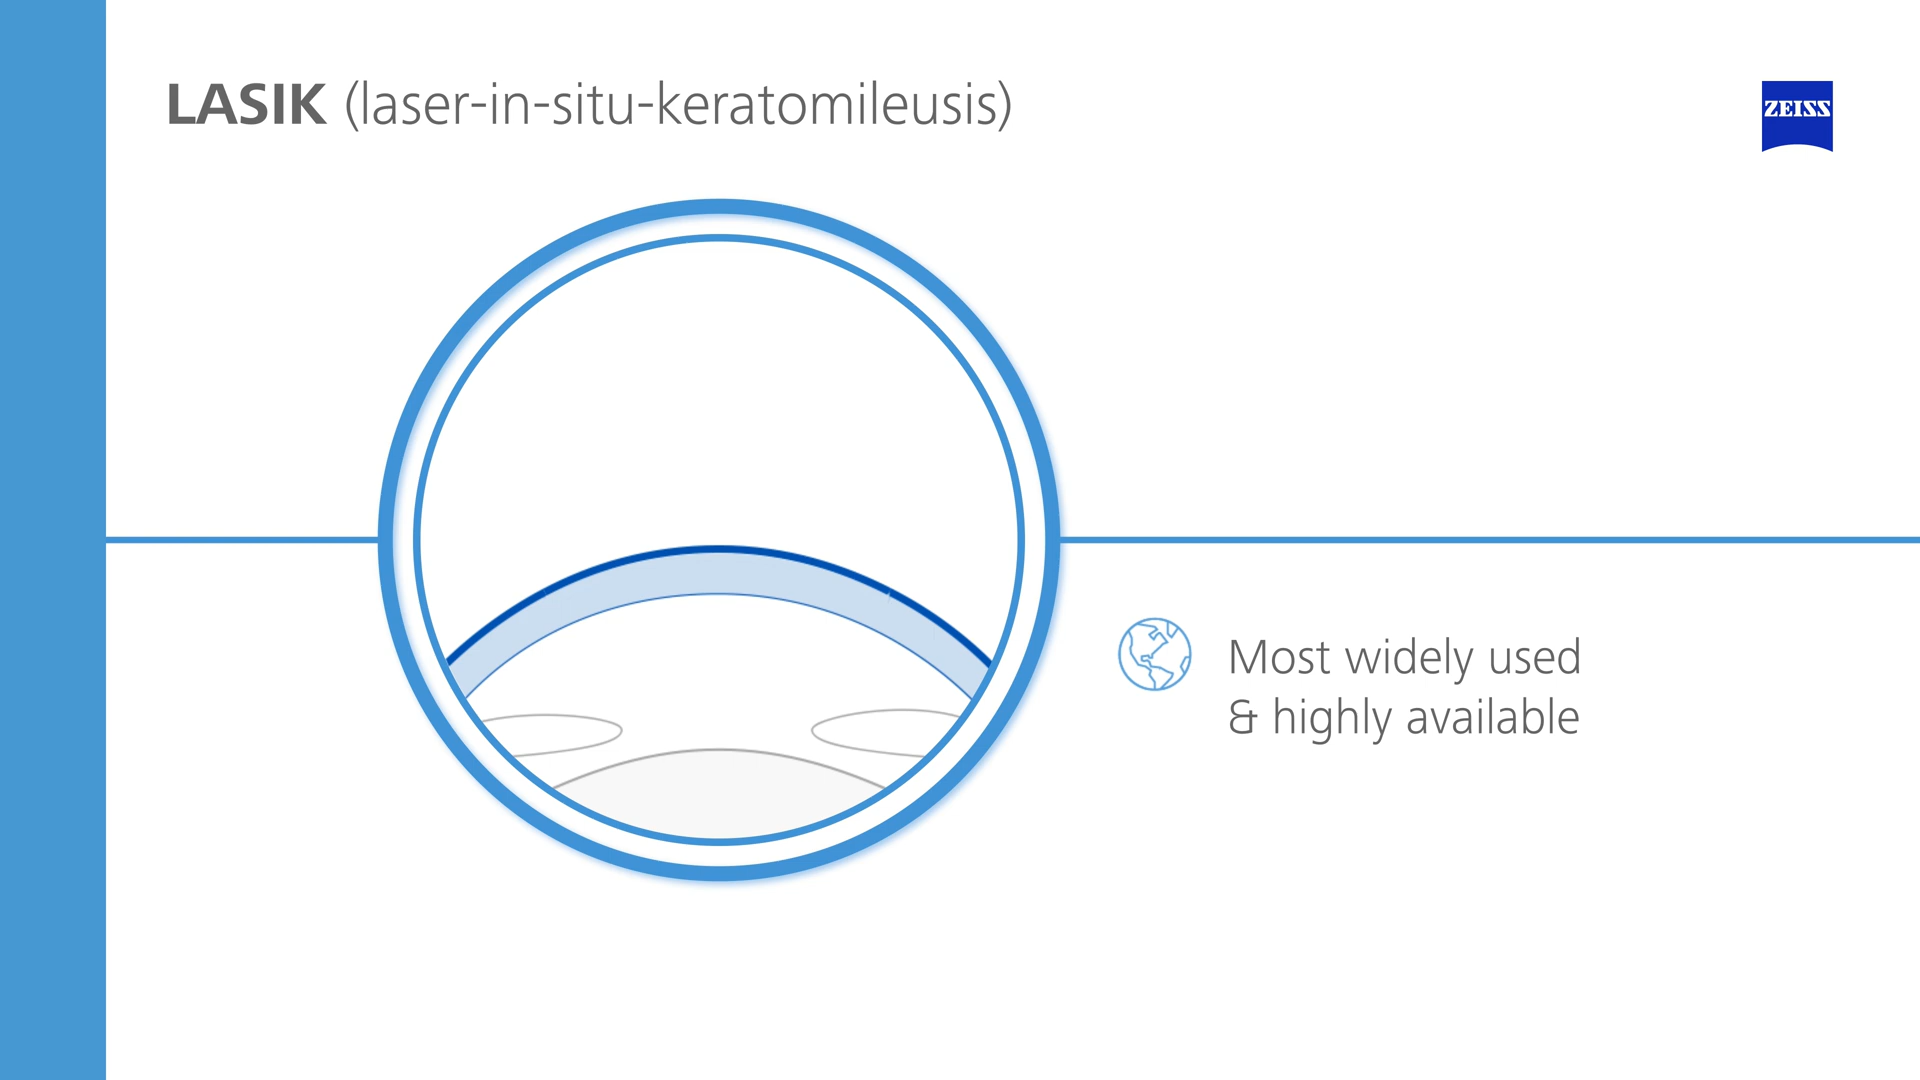 LASIK (laser-in-situ-keratomileusis)
ZEISS
Most widely used
& highly available